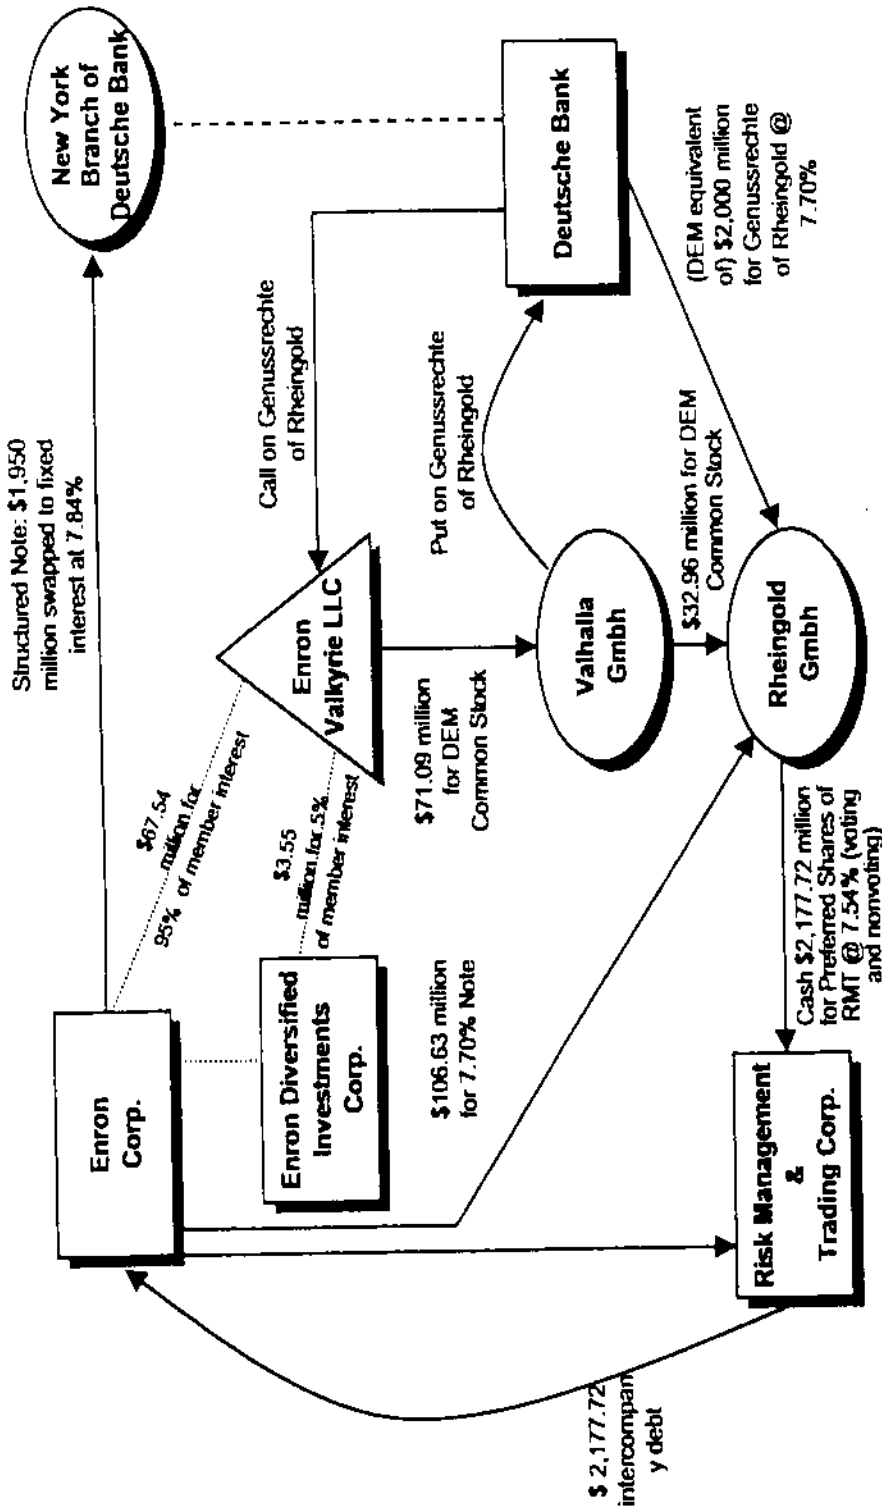 Structured Note: $1,950
million swapped to fixed
interest at 7.84%
Enron
Corp.
New York
Branch of
Deutsche Bank
$67.54
million for
95% of member interest
Enron Diversified
Investments
Corp.
$3.55
million for 5%
of member interest
Enron
Valkyrie LLC
Call on Genussrechte
of Rheingold
$106.63 million
for 7.70% Note
$71.09 million
for DEM
Common Stock
Put on Genussrechte
of Rheingold
Deutsche Bank
Valhalla
Gmbh
$32.96 million for DEM
Common Stock
(DEM equivalent
of) $2,000 million
for Genussrechte
of Rheingold @
7.70%
$ 2,177.72
intercompan
y debt
Risk Management
&
Trading Corp.
Cash $2,177.72 million
for Preferred Shares of
RMT @ 7.54% (voting
and nonvoting)
Rheingold
Gmbh